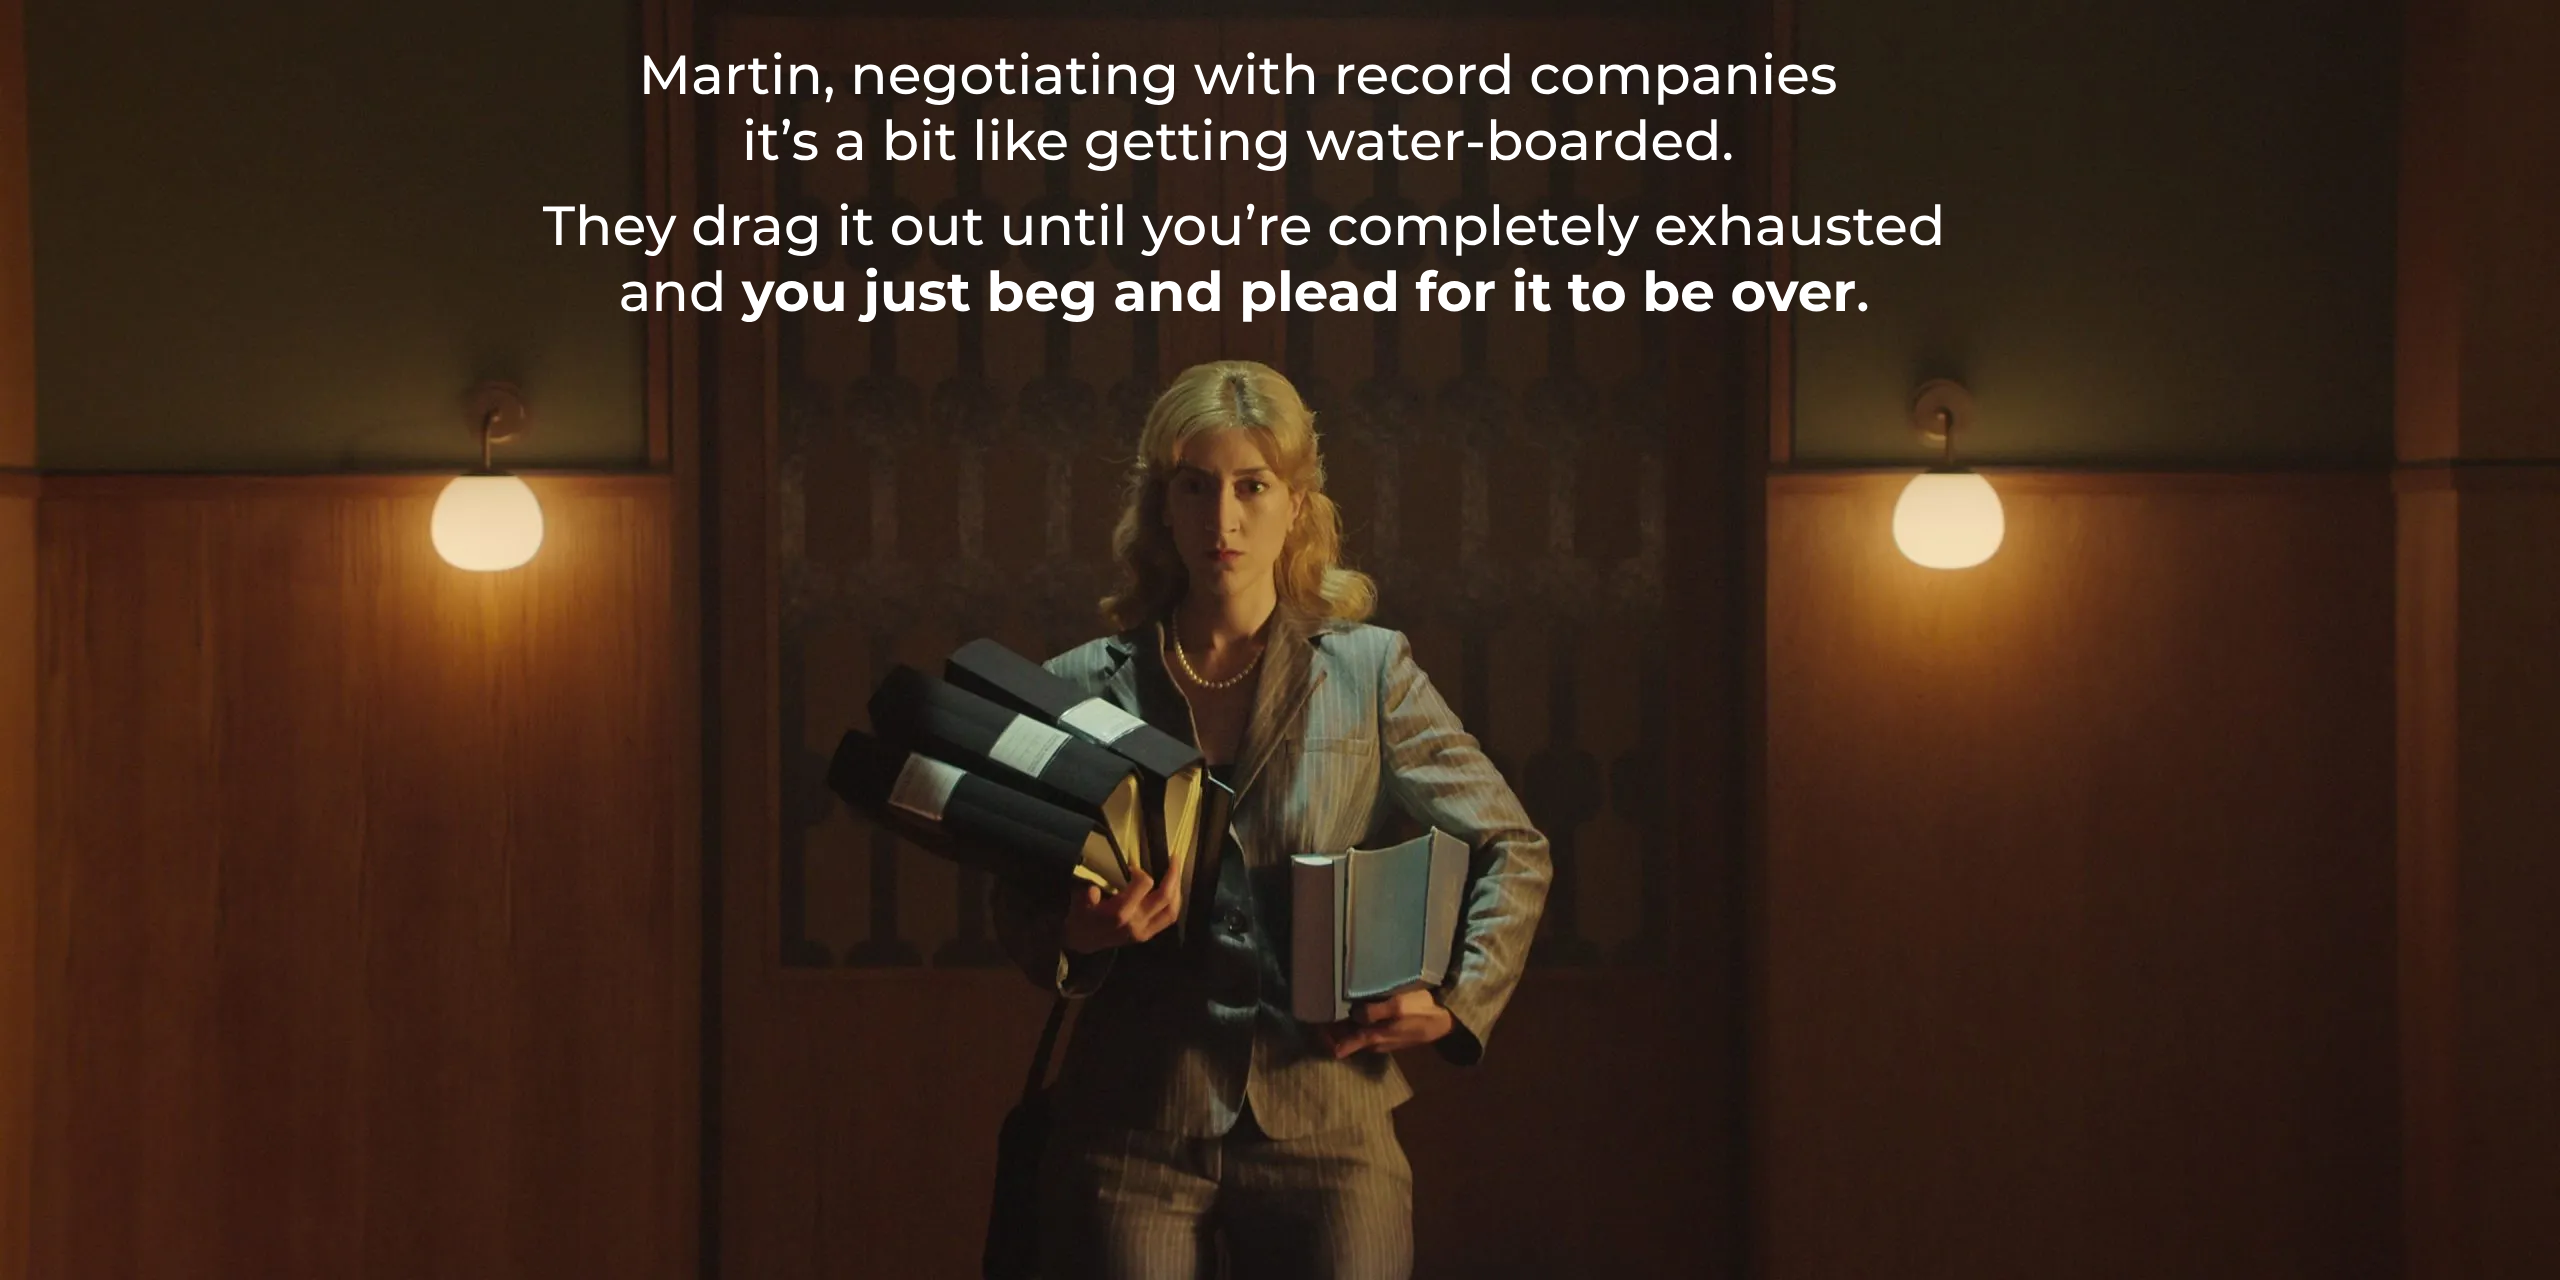 Martin, negotiating with record companies
it’s a bit like getting water-boarded.
They drag it out until you’re completely exhausted
and you just beg and plead for it to be over.